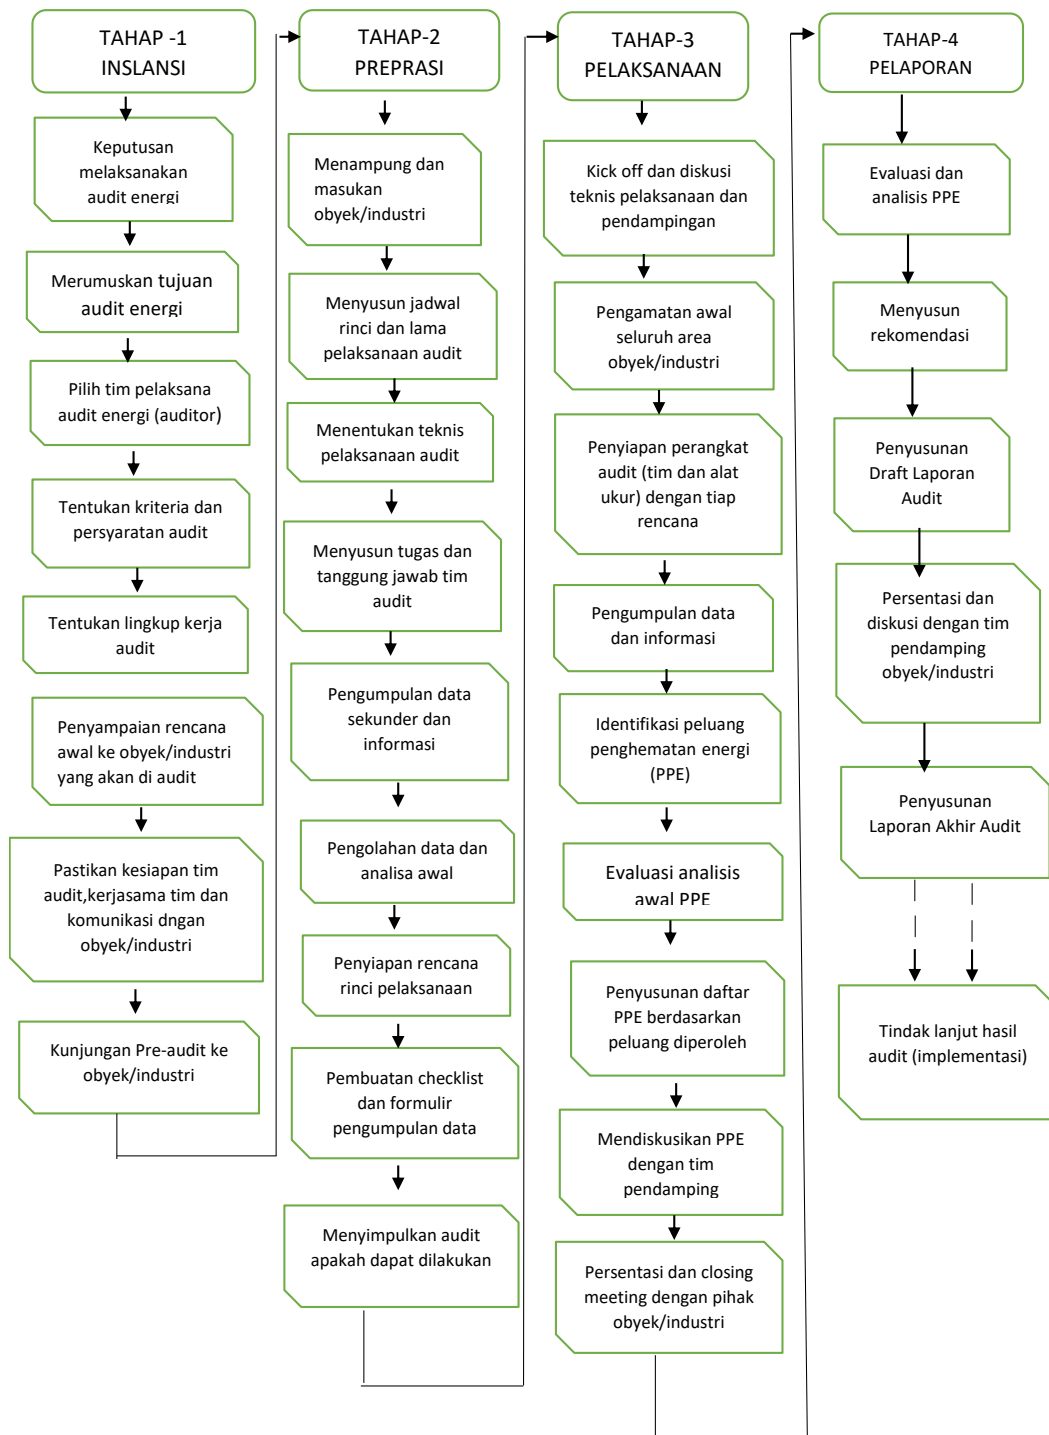 TAHAP -1
INSLANSI
Keputusan
melaksanakan
audit energi
Merumuskan tujuan
audit energi
Pilih tim pelaksana
audit energi (auditor)
Tentukan kriteria dan
persyaratan audit
Tentukan lingkup kerja
audit
Penyampaian rencana
awal ke obyek/industri
yang akan di audit
Pastikan kesiapan tim
audit,kerjasama tim dan
komunikasi dngan
obyek/industri
Kunjungan Pre-audit ke
obyek/industri
TAHAP-2
PREPRASI
Menampung dan
masukan
obyek/industri
Menyusun jadwal
rinci dan lama
pelaksanaan audit
Menentukan teknis
pelaksanaan audit
Menyusun tugas dan
tanggung jawab tim
audit
Pengumpulan data
sekunder dan
informasi
Pengolahan data dan
analisa awal
Penyiapan rencana
rinci pelaksanaan
Pembuatan checklist
dan formulir
pengumpulan data
Menyimpulkan audit
apakah dapat dilakukan
TAHAP-3
PELAKSANAAN
Kick off dan diskusi
teknis pelaksanaan dan
pendampingan
Pengamatan awal
seluruh area
obyek/industri
Penyiapan perangkat
audit (tim dan alat
ukur) dengan tiap
rencana
Pengumpulan data
dan informasi
Identifikasi peluang
penghematan energi
(PPE)
Evaluasi analisis
awal PPE
Penyusunan daftar
PPE berdasarkan
peluang diperoleh
Mendiskusikan PPE
dengan tim
pendamping
Persentasi dan closing
meeting dengan pihak
obyek/industri
TAHAP-4
PELAPORAN
Evaluasi dan
analisis PPE
Menyusun
rekomendasi
Penyusunan
Draft Laporan
Audit
Persentasi dan
diskusi dengan tim
pendamping
obyek/industri
Penyusunan
Laporan Akhir Audit
Tindak lanjut hasil
audit (implementasi)